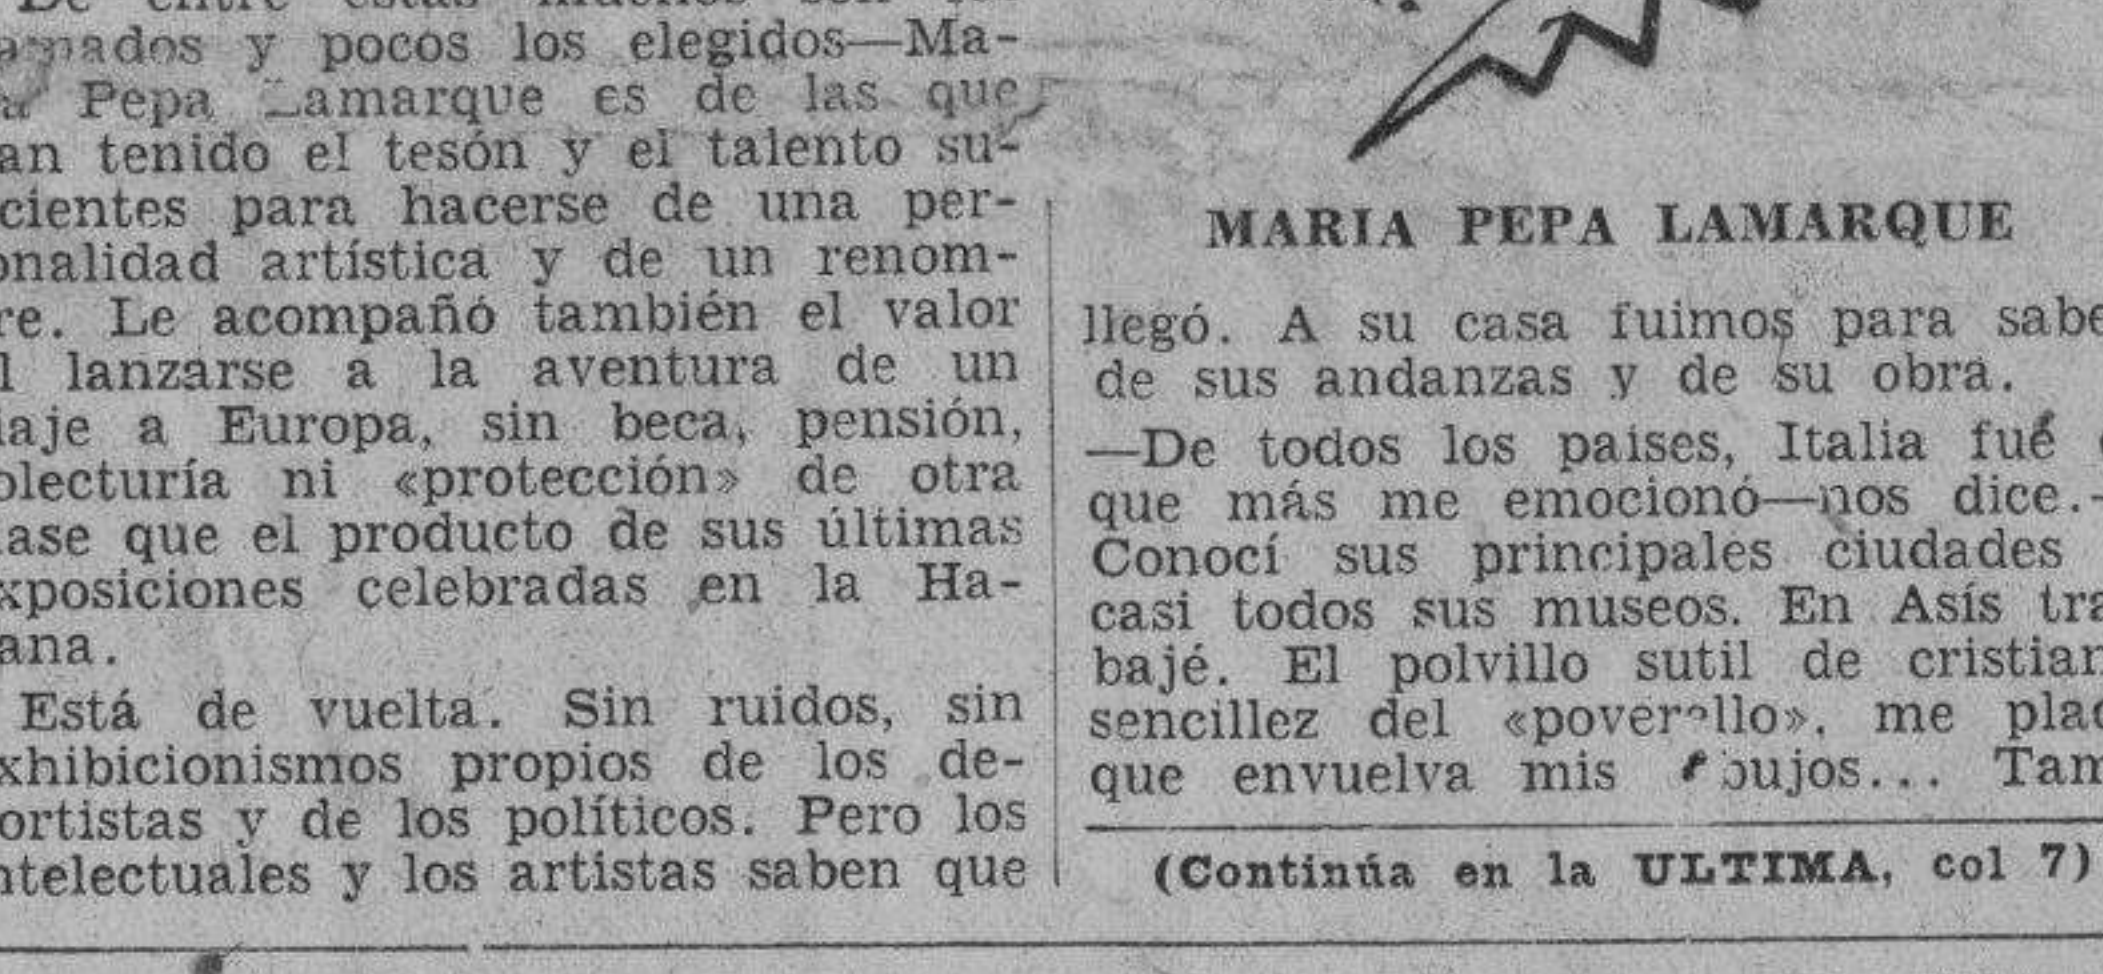 De entre estas muchas son
amados y pocos los elegidos—Ma-
a Pepa Lamarque es de las que
an tenido el tesón y el talento su-
cientes para hacerse de una per-
onalidad artística y de un renom-
re. Le acompañó también el valor
l lanzarse a la aventura de un
iaje a Europa, sin beca, pensión,
olecturía ni «protección» de otra
lase que el producto de sus últimas
xposiciones celebradas en la Ha-
ana.
Está de vuelta. Sin ruidos, sin
xhibicionismos propios de los de-
ortistas y de los políticos. Pero los
ntelectuales y los artistas saben que
MARIA PEPA LAMARQUE
llegó. A su casa fuimos para sabe
de sus andanzas y de su obra.
—De todos los paises, Italia fué
que más me emocionó—nos dice.—
Conocí sus principales ciudades
casi todos sus museos. En Asís tra
bajé. El polvillo sutil de cristian
sencillez del «poverello». me plac
que envuelva mis bujos... Tam
(Continúa en la ULTIMA, col 7)